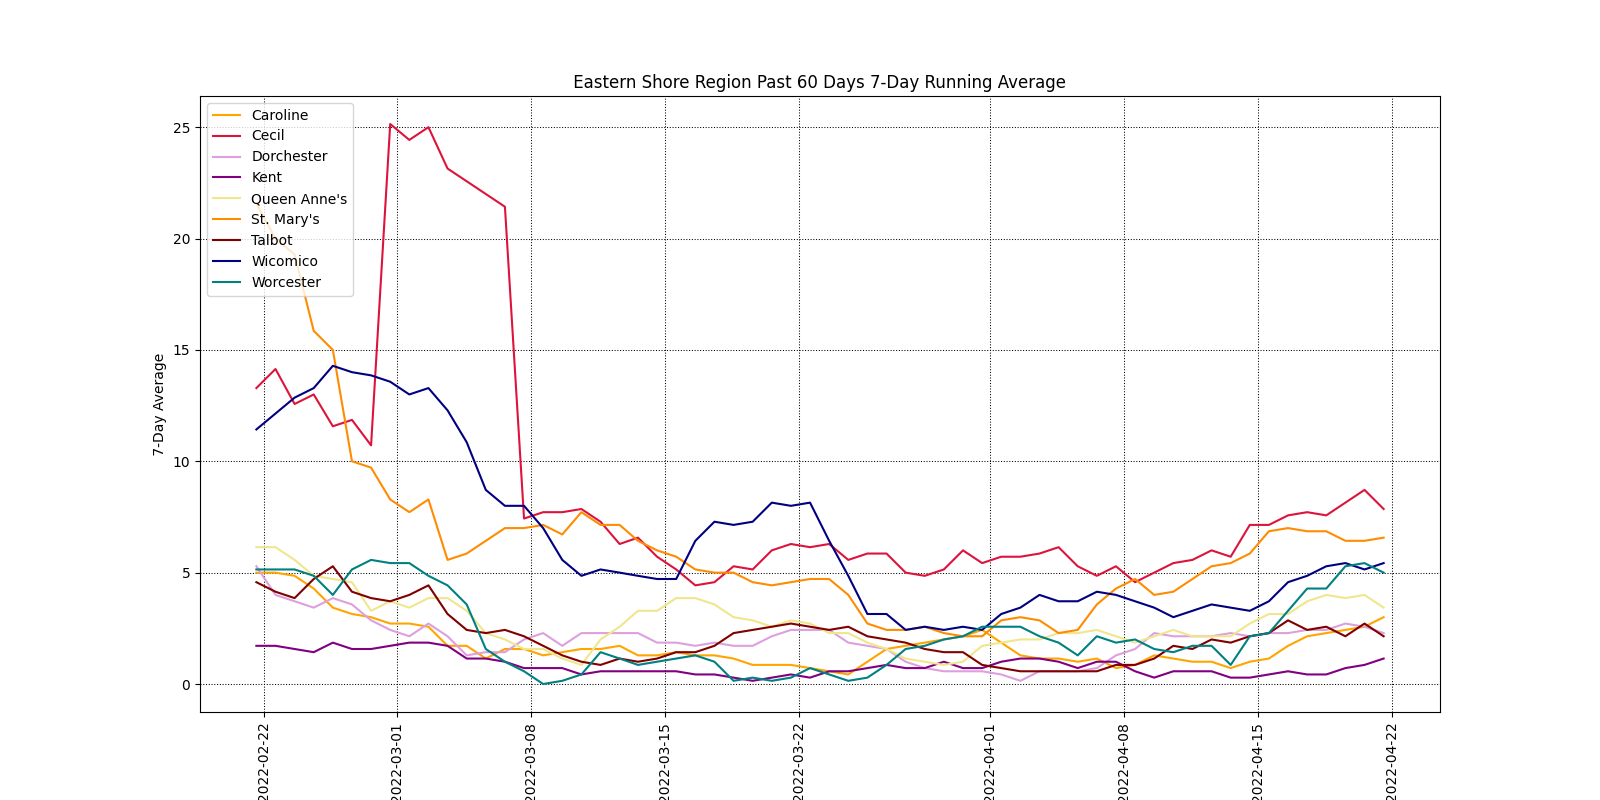 Eastern Shore Region Past 60 Days 7-Day Running Average
Caroline
Cecil
Dorchester
Kent
Queen Anne's
St. Mary's
Talbot
Wicomico
Worcester
25
20
15
10
5
0
7-Day Average
2022-02-22
2022-03-01
2022-03-08
2022-03-15
2022-03-22
2022-04-01
2022-04-08
2022-04-15
2022-04-22